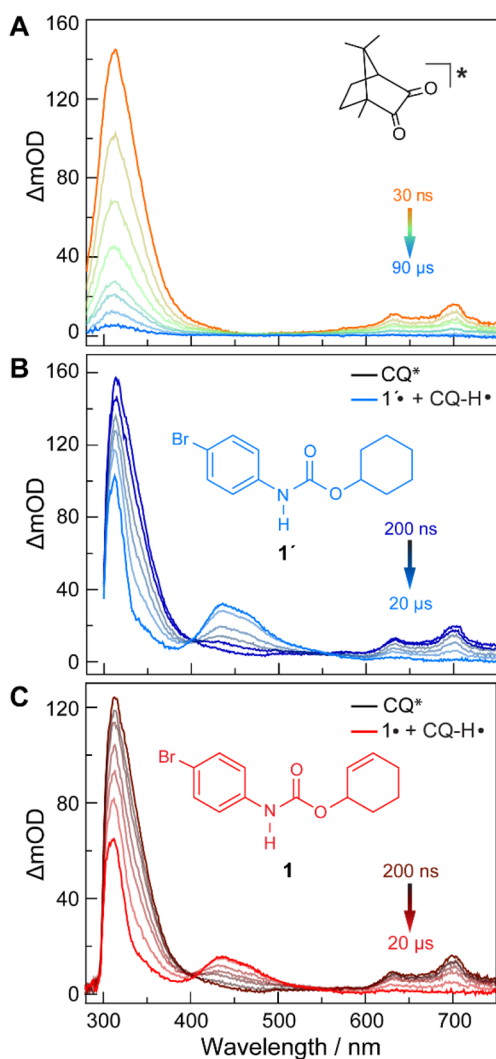 A
160
120
80
40
0
ΔmOD
*
O
O
30 ns
90 µs
B
160
120
80
40
0
ΔmOD
CQ*
1´• + CQ-H•
Br
O
N
O
H
1´
200 ns
20 µs
C
120
80
40
0
ΔmOD
CQ*
1• + CQ-H•
Br
O
N
O
H
1
200 ns
20 µs
300 400 500 600 700
Wavelength / nm